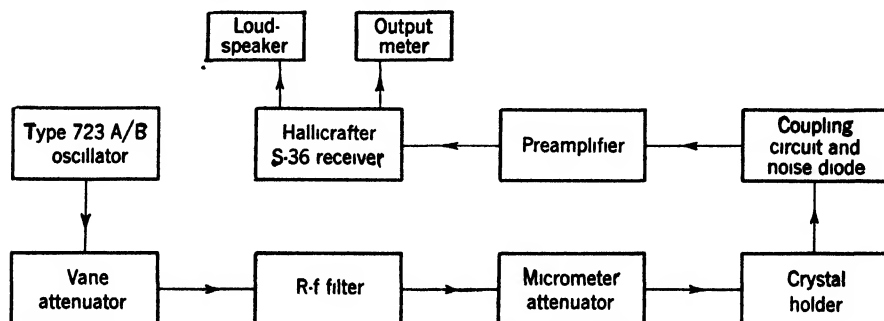 Loud-
speaker
Output
meter
Type 723 A/B
oscillator
Hallicrafter
S-36 receiver
Preamplifier
Coupling
circuit and
noise diode
Vane
attenuator
R-f filter
Micrometer
attenuator
Crystal
holder